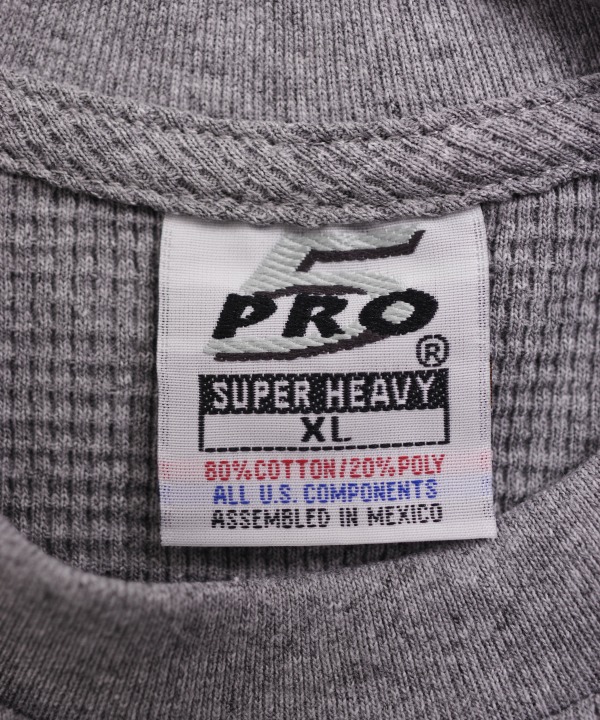 5
PRO
®
SUPER HEAVY
XL
80%COTTON/20%POLY
ALL U.S. COMPONENTS
ASSEMBLED IN MEXICO